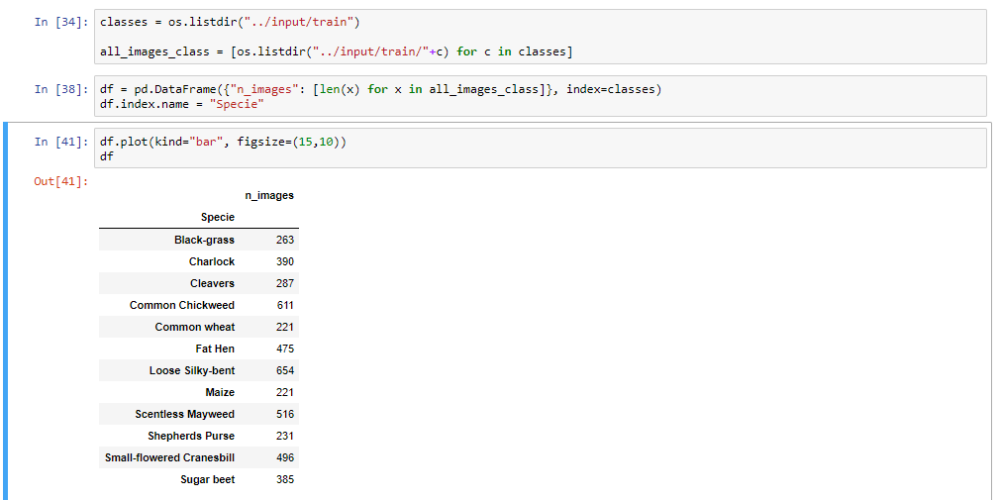 In [34]: classes = os.listdir("../input/train")
all_images_class = [os.listdir("../input/train/"+c) for c in classes]
In [38]: df = pd.DataFrame({"n_images": [len(x) for x in all_images_class]}, index=classes)
df.index.name = "Specie"
In [41]: df.plot(kind="bar", figsize=(15,10))
df
Out[41]:
n_images
Specie
Black-grass 263
Charlock 390
Cleavers 287
Common Chickweed 611
Common wheat 221
Fat Hen 475
Loose Silky-bent 654
Maize 221
Scentless Mayweed 516
Shepherds Purse 231
Small-flowered Cranesbill 496
Sugar beet 385